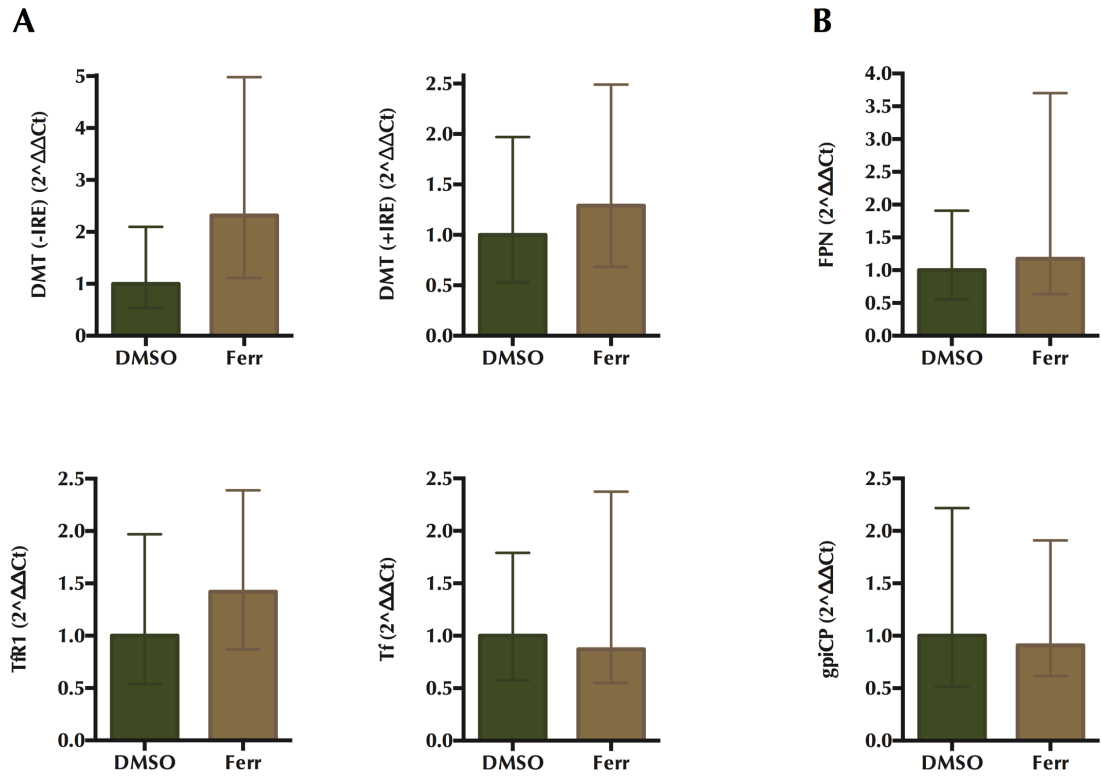 A
B
DMT (-IRE) (2^ΔΔCt)
5
4
3
2
1
0
DMSO
Ferr
DMT (+IRE) (2^ΔΔCt)
2.5
2.0
1.5
1.0
0.5
0.0
DMSO
Ferr
FPN (2^ΔΔCt)
4.0
3.5
3.0
2.5
2.0
1.5
1.0
0.5
0.0
DMSO
Ferr
TfR1 (2^ΔΔCt)
2.5
2.0
1.5
1.0
0.5
0.0
DMSO
Ferr
Tf (2^ΔΔCt)
2.5
2.0
1.5
1.0
0.5
0.0
DMSO
Ferr
gpiCP (2^ΔΔCt)
2.5
2.0
1.5
1.0
0.5
0.0
DMSO
Ferr